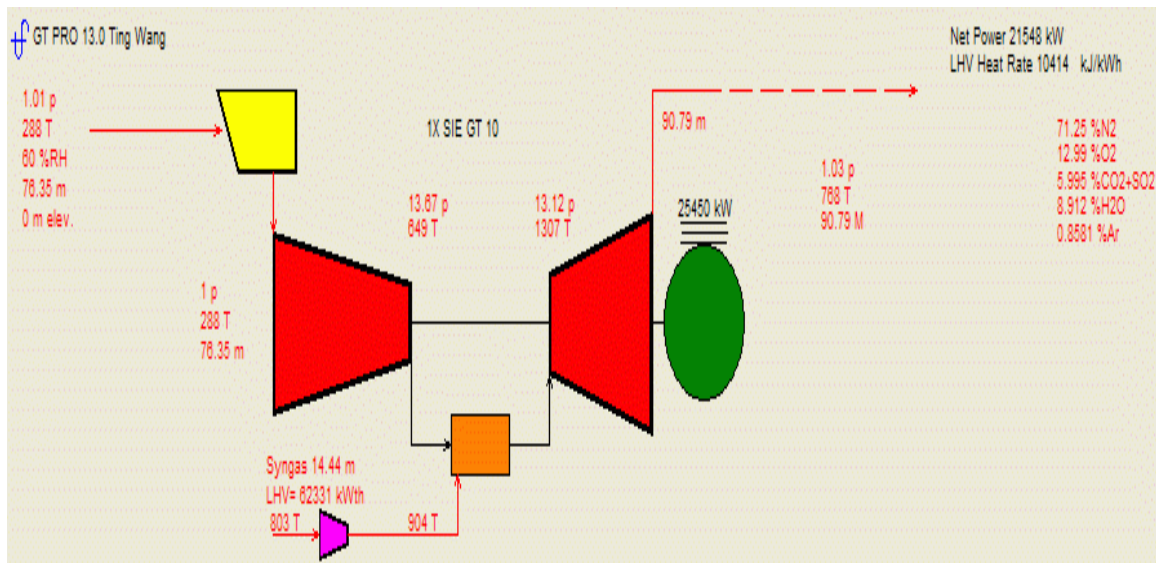 GT PRO 13.0 Ting Wang
Net Power 21548 kW
LHV Heat Rate 10414 kJ/kWh
1.01 p
288 T
60 %RH
76.35 m
0 m elev.
1X SIE GT 10
90.79 m
71.25 %N2
12.99 %O2
5.995 %CO2+SO2
8.912 %H2O
0.8581 %Ar
1.03 p
768 T
90.79 M
13.67 p
649 T
13.12 p
1307 T
25450 kW
1 p
288 T
76.35 m
Syngas 14.44 m
LHV= 62331 kWth
803 T
904 T